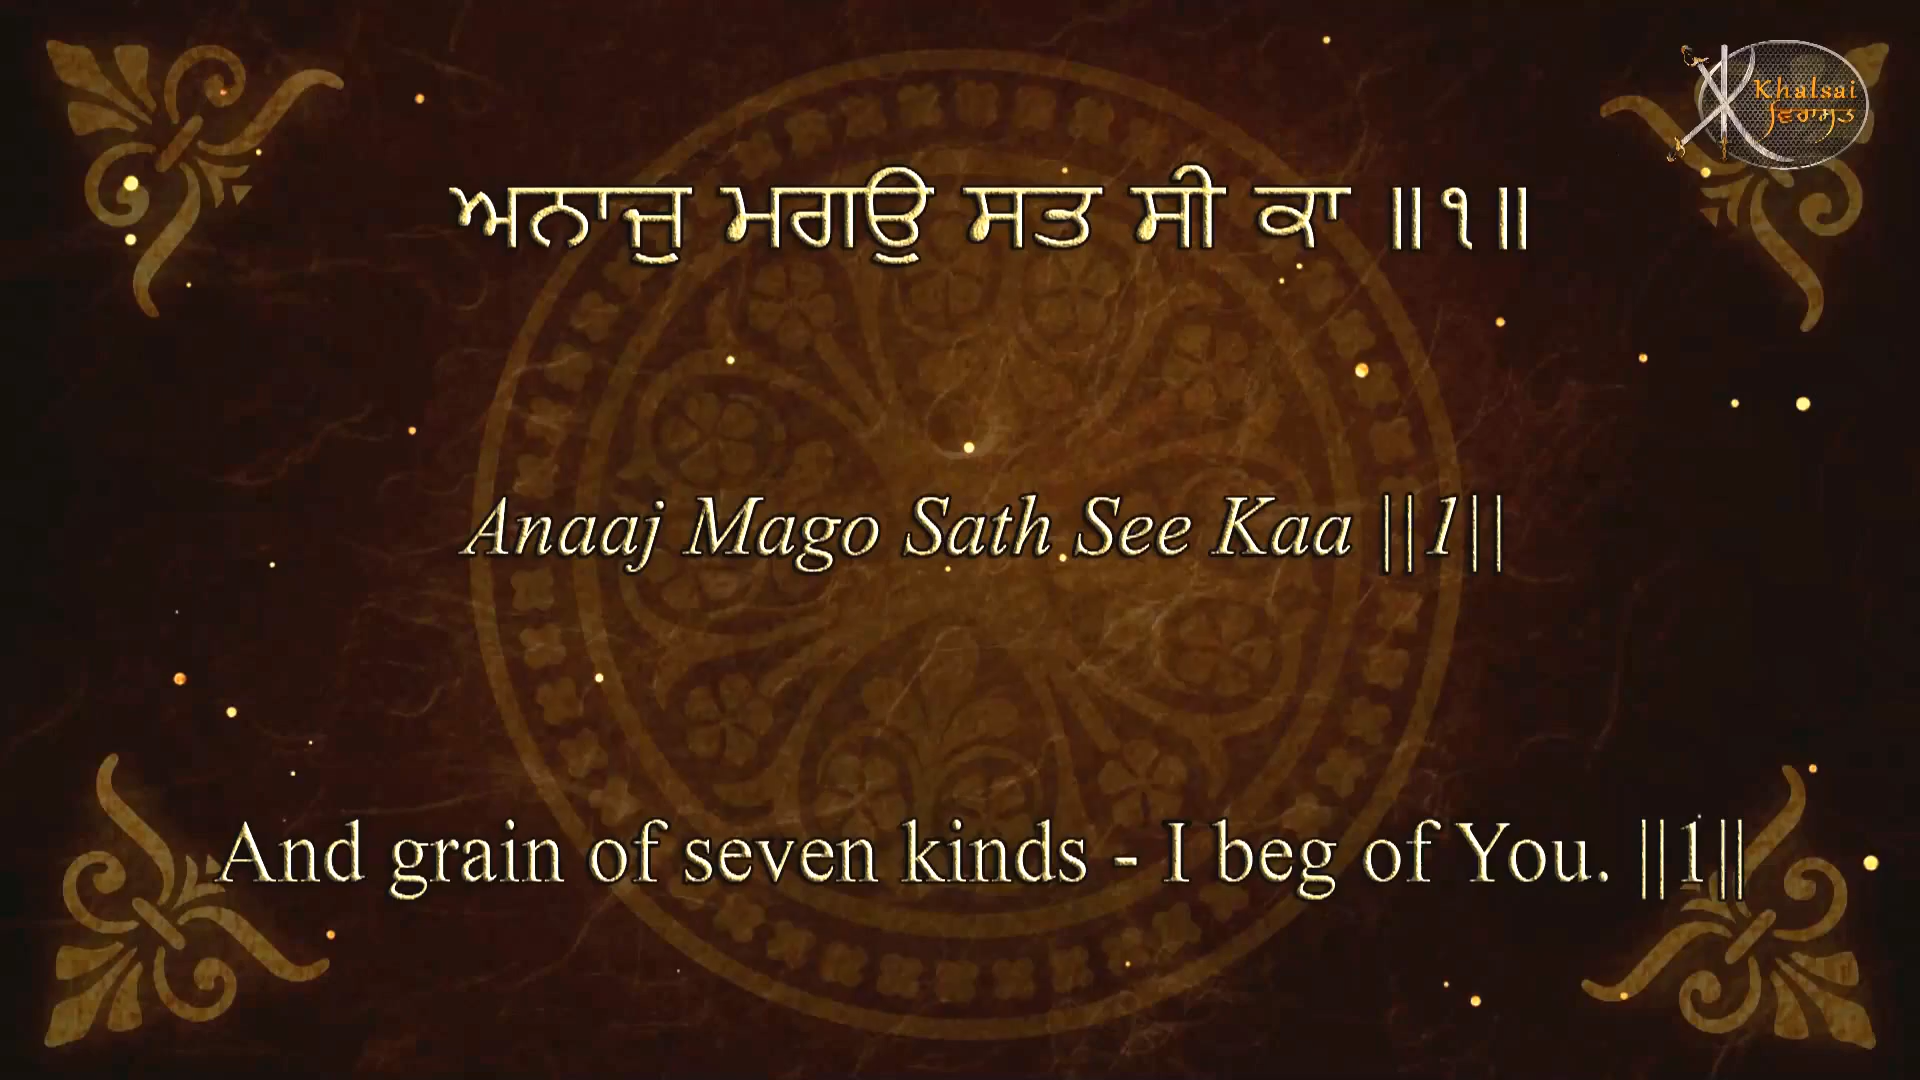 Khalsai
ਵਿਰਾਸਤ
ਅਨਾਜੁ ਮਗਉ ਸਤ ਸੀ ਕਾ ॥੧॥
Anaaj Mago Sath See Kaa ||1||
And grain of seven kinds - I beg of You. ||1||